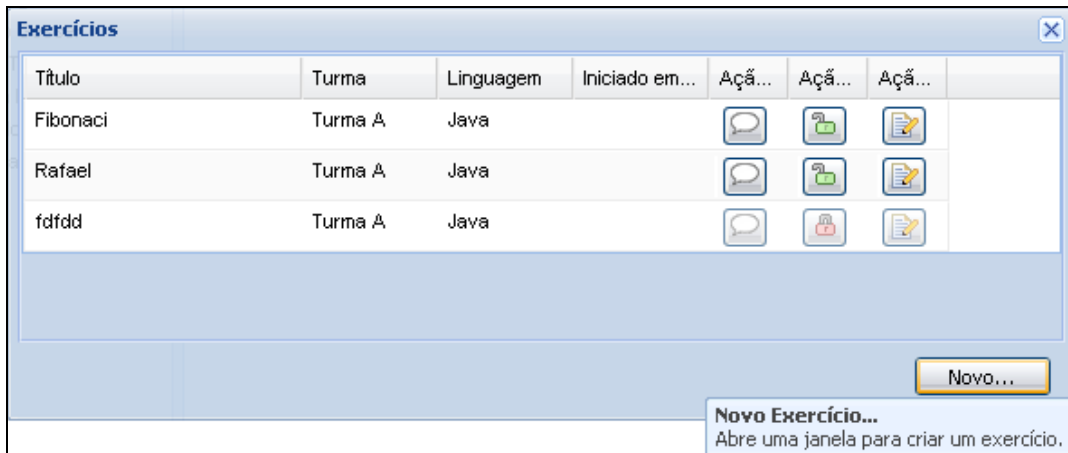 Exercícios
Título Turma Linguagem Iniciado em... Açã... Açã... Açã...
Fibonaci Turma A Java
Rafael Turma A Java
fdfdd Turma A Java
Novo...
Novo Exercício...
Abre uma janela para criar um exercício.